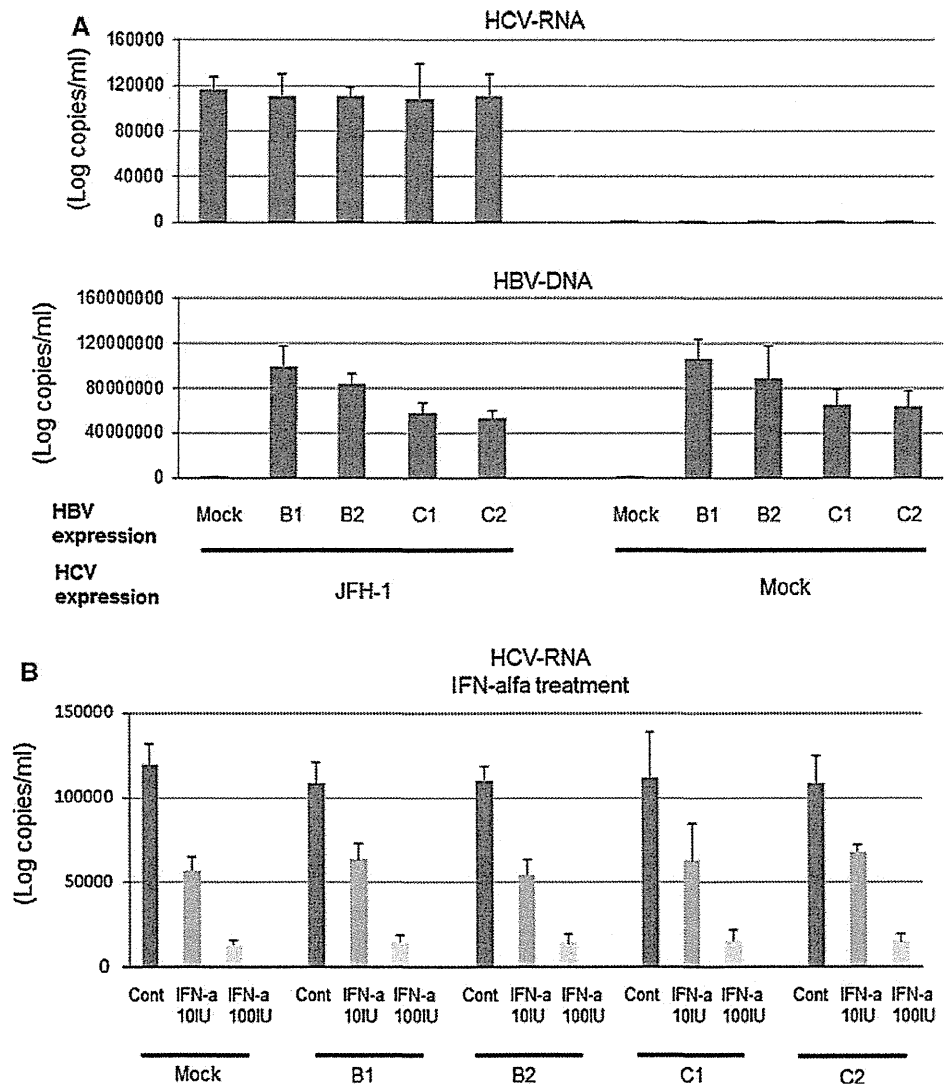 A
HCV-RNA
(Log copies/ml)
160000
120000
80000
40000
0
HBV-DNA
(Log copies/ml)
160000000
120000000
80000000
40000000
0
HBV expression
Mock B1 B2 C1 C2 Mock B1 B2 C1 C2
HCV expression
JFH-1 Mock
B
HCV-RNA
IFN-alfa treatment
(Log copies/ml)
150000
100000
50000
0
Cont IFN-a 10IU IFN-a 100IU Cont IFN-a 10IU IFN-a 100IU Cont IFN-a 10IU IFN-a 100IU Cont IFN-a 10IU IFN-a 100IU Cont IFN-a 10IU IFN-a 100IU
Mock B1 B2 C1 C2